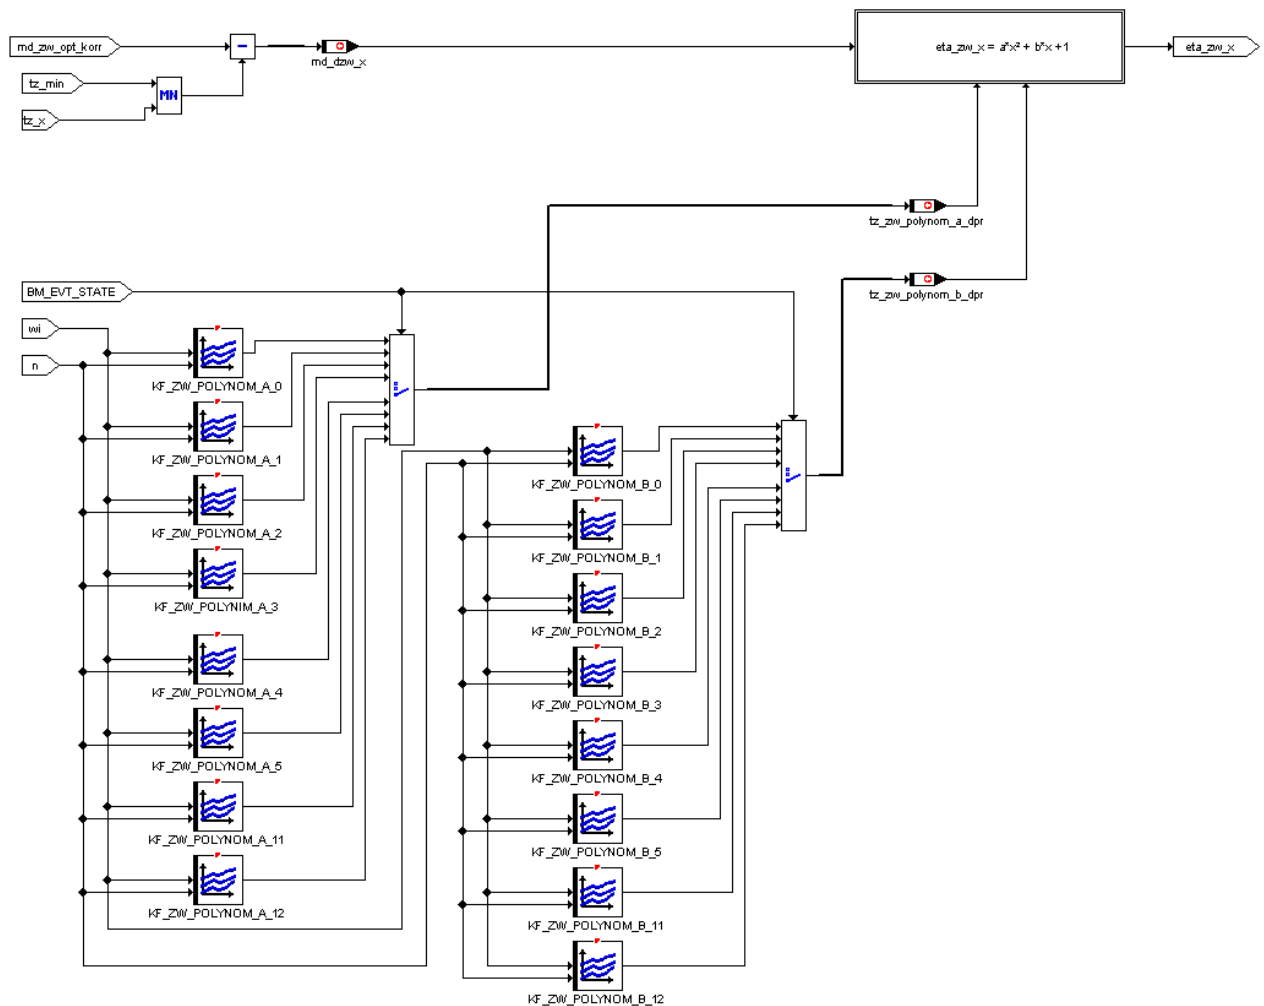 md_zw_opt_korr
-
md_dzw_x
eta_zw_x = a*x² + b*x +1
eta_zw_x
tz_min
MN
tz_x
tz_zw_polynom_a_dpr
tz_zw_polynom_b_dpr
BM_EVT_STATE
wi
n
KF_ZW_POLYNOM_A_0
KF_ZW_POLYNOM_A_1
KF_ZW_POLYNOM_A_2
KF_ZW_POLYNIM_A_3
KF_ZW_POLYNOM_A_4
KF_ZW_POLYNOM_A_5
KF_ZW_POLYNOM_A_11
KF_ZW_POLYNOM_A_12
KF_ZW_POLYNOM_B_0
KF_ZW_POLYNOM_B_1
KF_ZW_POLYNOM_B_2
KF_ZW_POLYNOM_B_3
KF_ZW_POLYNOM_B_4
KF_ZW_POLYNOM_B_5
KF_ZW_POLYNOM_B_11
KF_ZW_POLYNOM_B_12